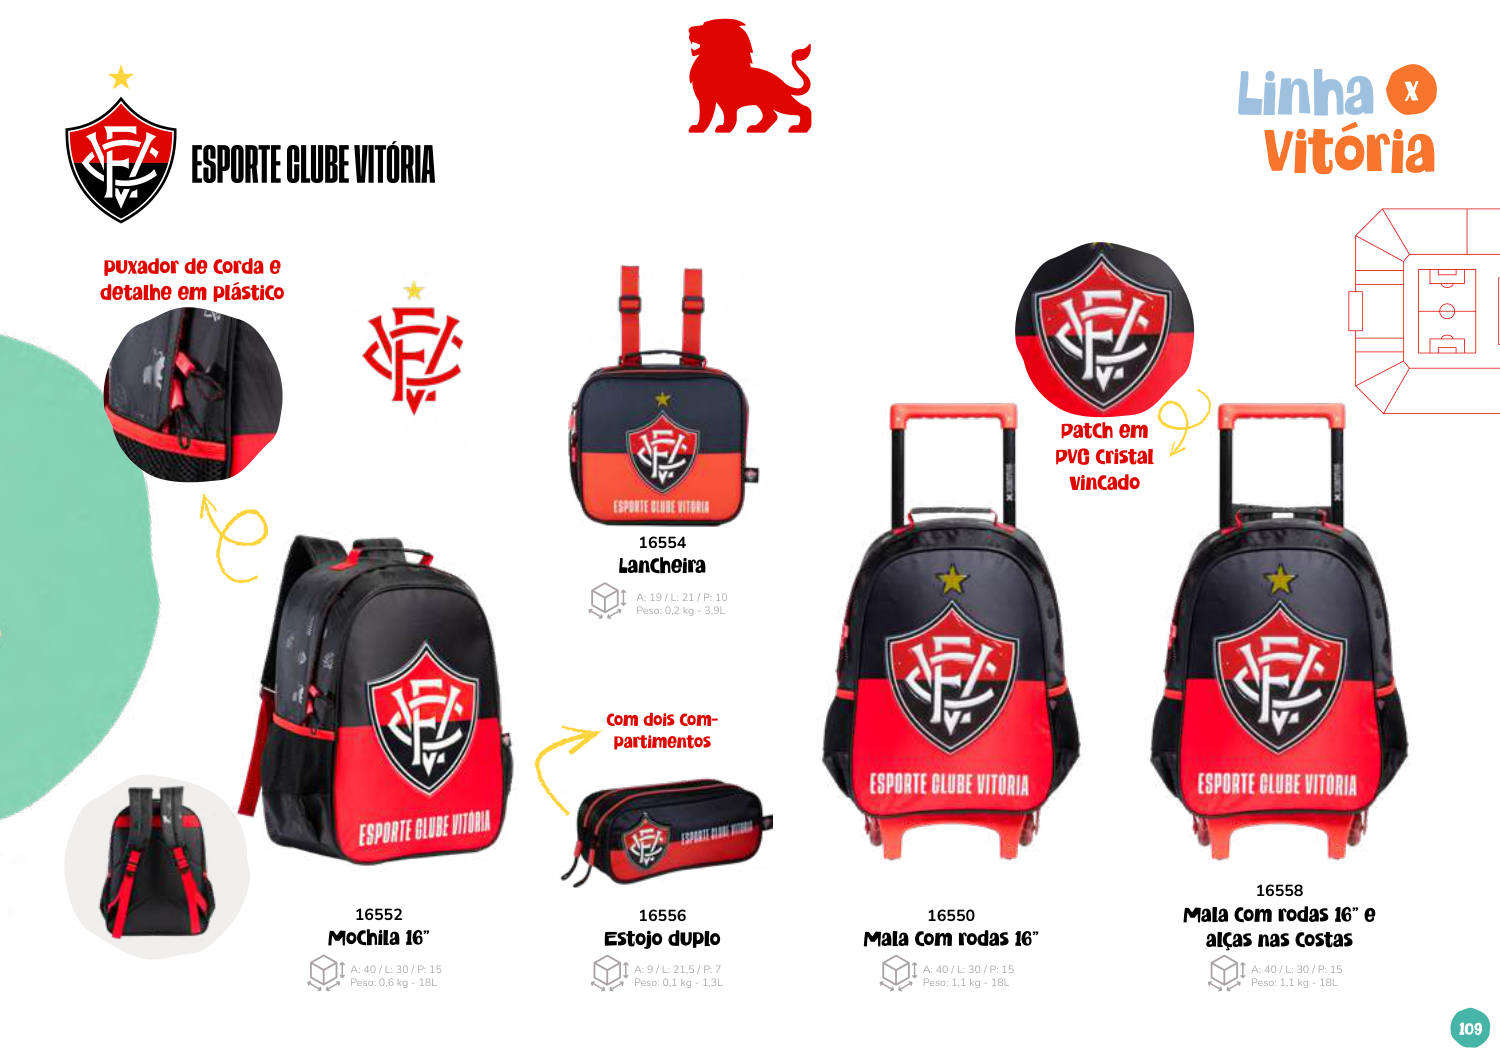 ESPORTE CLUBE VITÓRIA
Linha X
Vitória
Puxador de Corda e
detalhe em plástico
ESPORTE CLUBE VITÓRIA
16554
Lancheira
A: 19 / L: 21 / P: 10
Peso: 0,2 kg - 3,9L
Patch em
PVC Cristal
Vincado
Com dois Com-
partimentos
ESPORTE CLUBE VITÓRIA
ESPORTE CLUBE VITÓRIA
ESPORTE CLUBE VITÓRIA
ESPORTE CLUBE VITÓRIA
16552
Mochila 16”
A: 40 / L: 30 / P: 15
Peso: 0,6 kg - 18L
16556
Estojo duplo
A: 9 / L: 21,5 / P: 7
Peso: 0,1 kg - 1,3L
16550
Mala Com rodas 16”
A: 40 / L: 30 / P: 15
Peso: 1,1 kg - 18L
16558
Mala Com rodas 16” e
alças nas Costas
A: 40 / L: 30 / P: 15
Peso: 1,1 kg - 18L
109